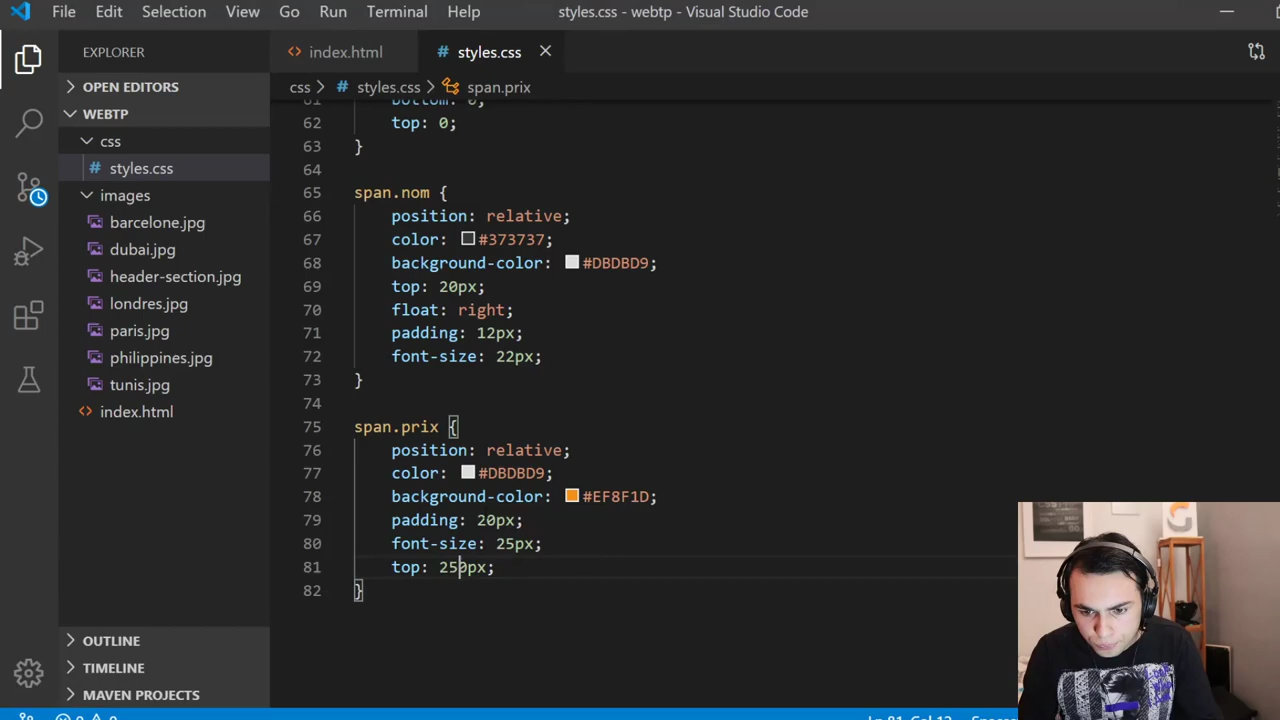 File Edit Selection View Go Run Terminal Help styles.css - webtp - Visual Studio Code
EXPLORER
index.html
# styles.css
OPEN EDITORS
css > # styles.css > span.prix
WEBTP
css
# styles.css
images
barcelone.jpg
dubai.jpg
header-section.jpg
londres.jpg
paris.jpg
philippines.jpg
tunis.jpg
<> index.html
OUTLINE
TIMELINE
MAVEN PROJECTS
61 bottom: 0;
62 top: 0;
63 }
64
65 span.nom {
66 position: relative;
67 color: #373737;
68 background-color: #DBDBD9;
69 top: 20px;
70 float: right;
71 padding: 12px;
72 font-size: 22px;
73 }
74
75 span.prix {
76 position: relative;
77 color: #DBDBD9;
78 background-color: #EF8F1D;
79 padding: 20px;
80 font-size: 25px;
81 top: 250px;
82 }